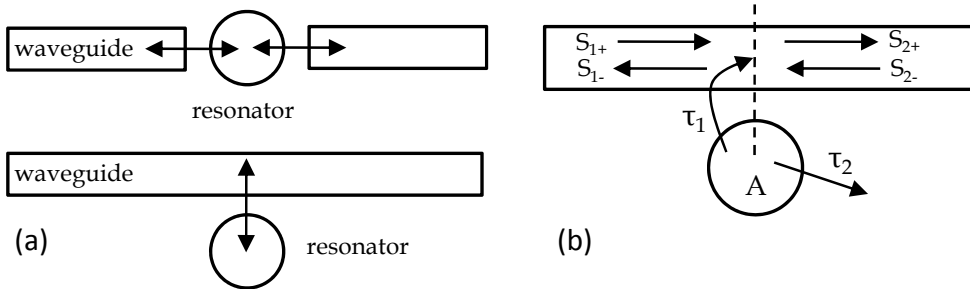 waveguide
resonator
waveguide
resonator
(a)
S1+
S2+
S1-
S2-
τ1
τ2
A
(b)